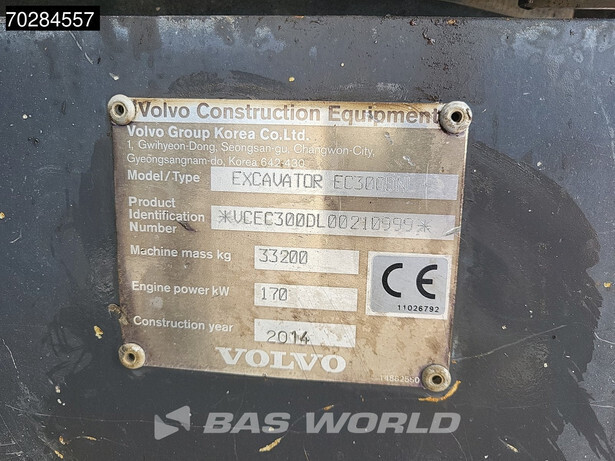 70284557
Volvo Construction Equipment
Volvo Group Korea Co.Ltd.
1, Gwihyeon-Dong, Seongsan-gu, Changwon-City,
Gyeongsangnam-do, Korea 642-430
Model/Type EXCAVATOR
Product
Identification
Number *VCEC300DL00210999*
Machine mass kg 33200
Engine power kW 170
CE
11026792
Construction year 2014
VOLVO
BAS WORLD